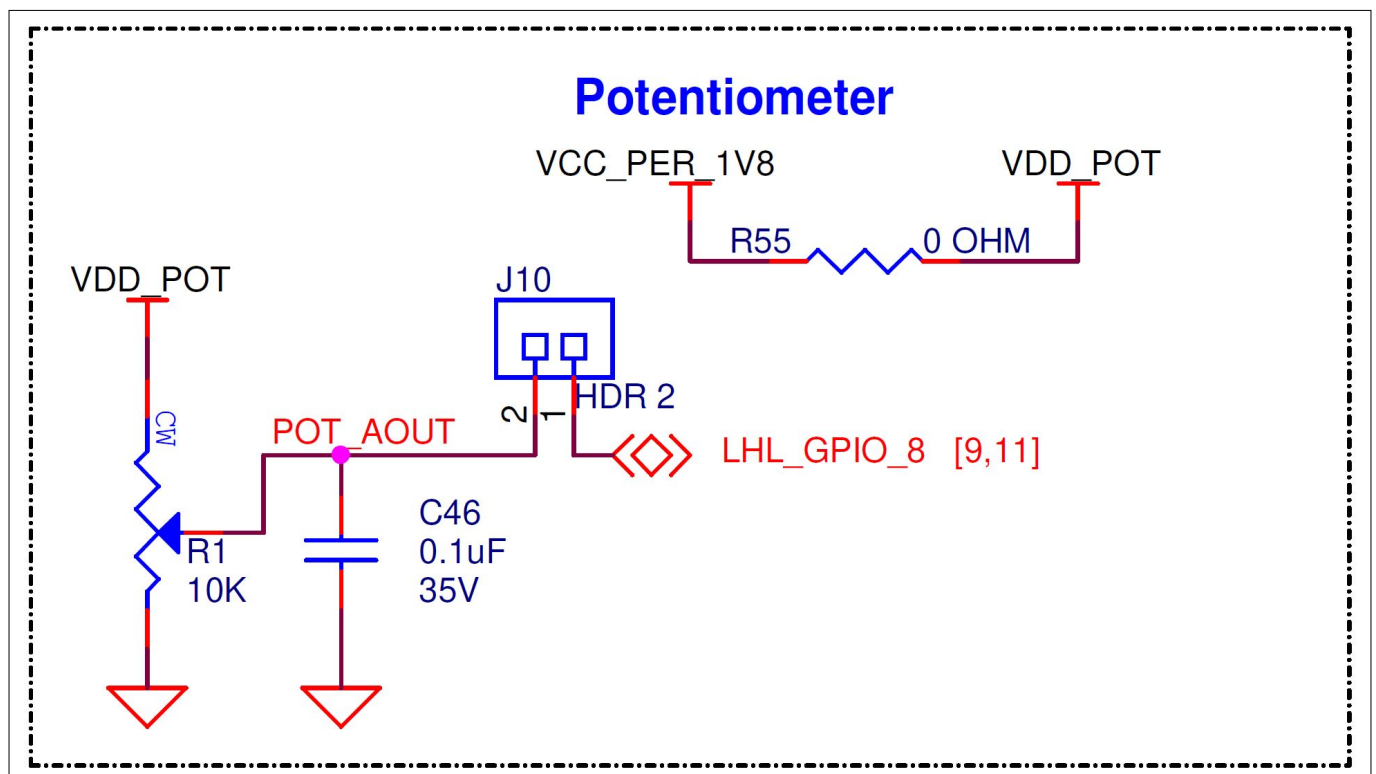 Potentiometer
VCC_PER_1V8
VDD_POT
R55
0 OHM
VDD_POT
J10
HDR 2
2
1
CW
POT_AOUT
LHL_GPIO_8 [9,11]
C46
0.1uF
35V
R1
10K